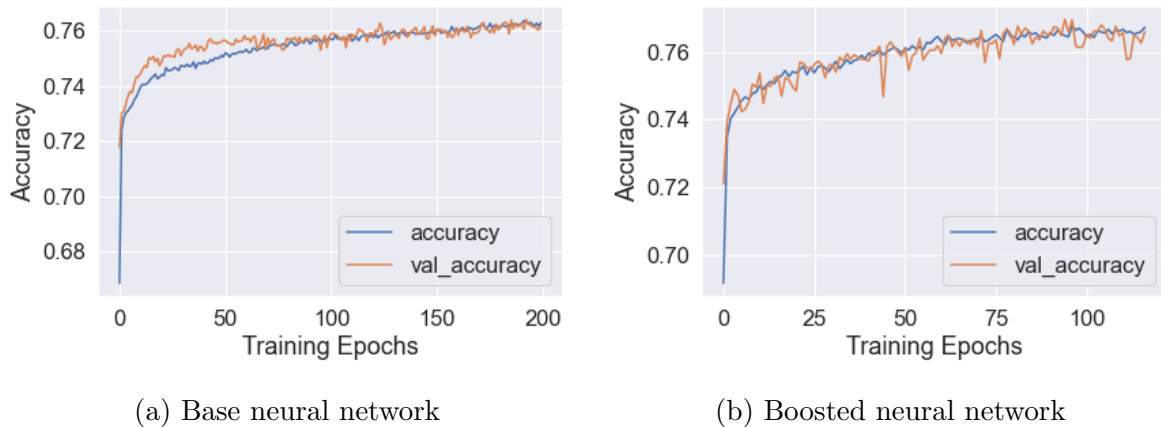 0.76
0.74
0.72
0.70
0.68
Accuracy
accuracy
val_accuracy
0 50 100 150 200
Training Epochs
(a) Base neural network
0.76
0.74
0.72
0.70
Accuracy
accuracy
val_accuracy
0 25 50 75 100
Training Epochs
(b) Boosted neural network